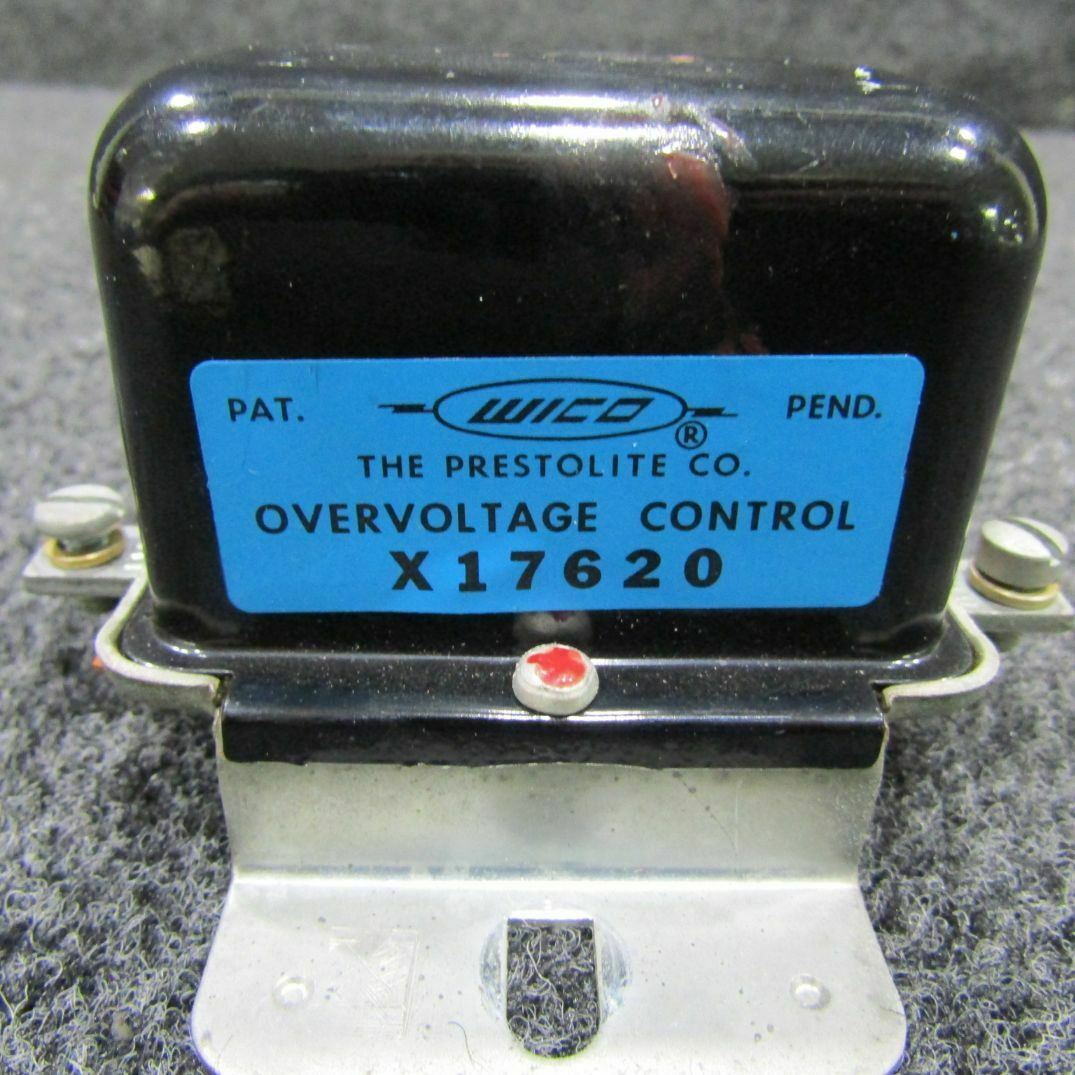 PAT. WICO ® PEND.
THE PRESTOLITE CO.
OVERVOLTAGE CONTROL
X17620